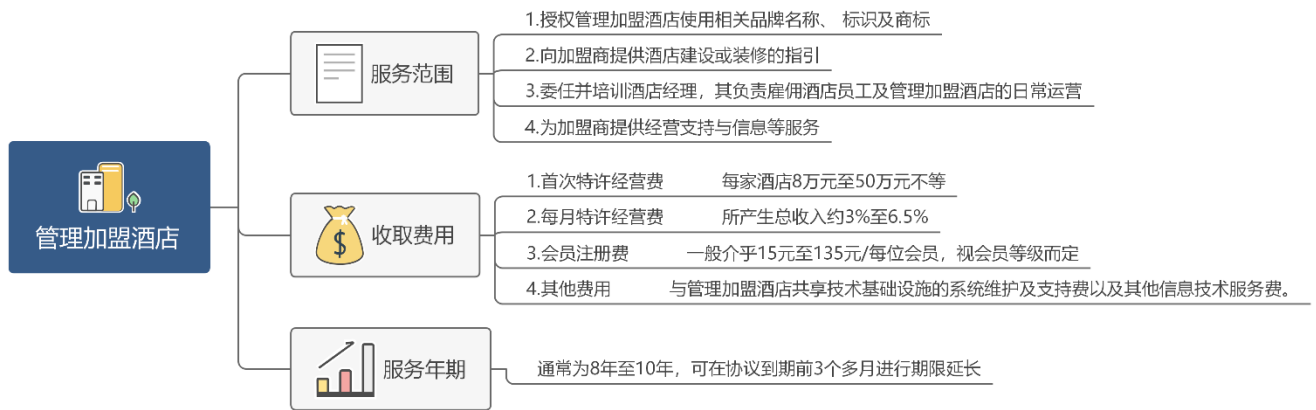 管理加盟酒店
服务范围
1.授权管理加盟酒店使用相关品牌名称、 标识及商标
2.向加盟商提供酒店建设或装修的指引
3.委任并培训酒店经理，其负责雇佣酒店员工及管理加盟酒店的日常运营
4.为加盟商提供经营支持与信息等服务
$
收取费用
1.首次特许经营费 每家酒店8万元至50万元不等
2.每月特许经营费 所产生总收入约3%至6.5%
3.会员注册费 一般介乎15元至135元/每位会员，视会员等级而定
4.其他费用 与管理加盟酒店共享技术基础设施的系统维护及支持费以及其他信息技术服务费。
服务年期
通常为8年至10年，可在协议到期前3个多月进行期限延长